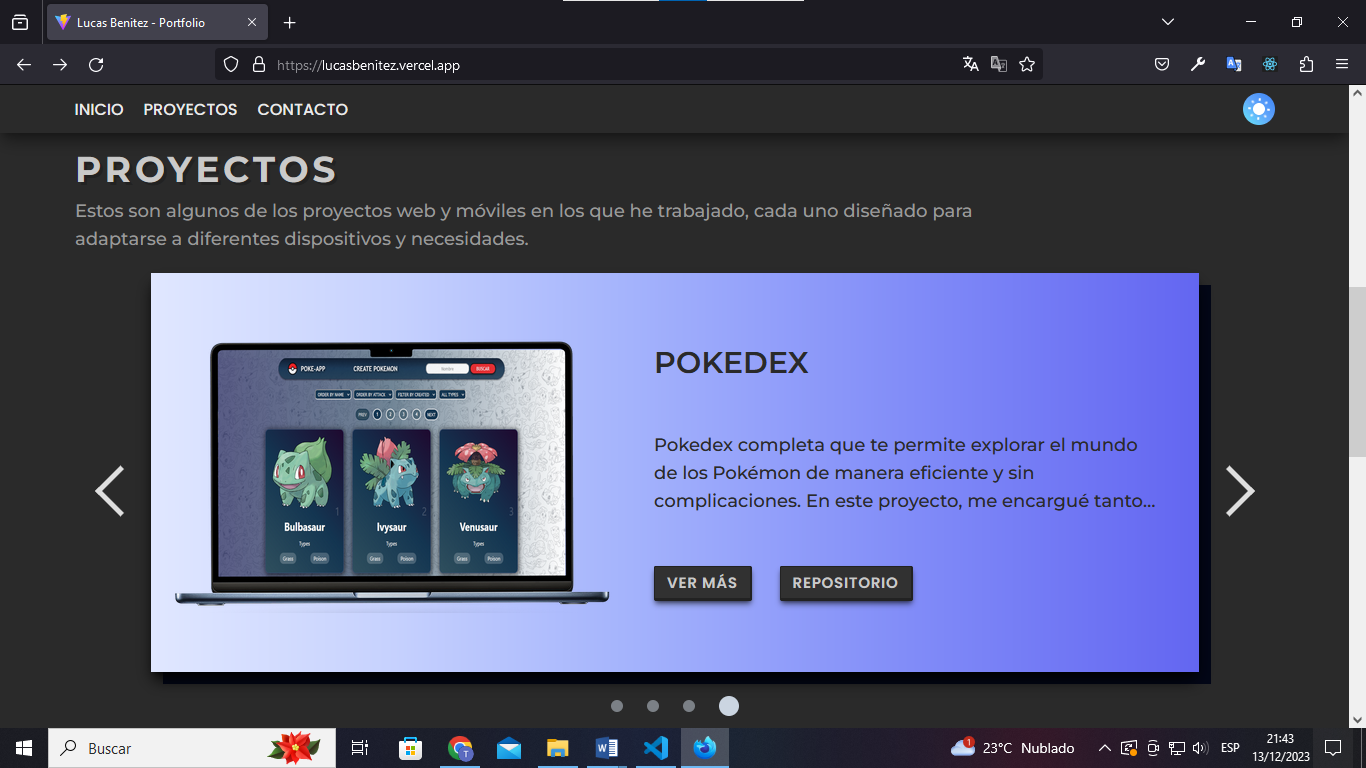 Lucas Benitez - Portfolio
https://lucasbenitez.vercel.app
INICIO PROYECTOS CONTACTO
PROYECTOS
Estos son algunos de los proyectos web y móviles en los que he trabajado, cada uno diseñado para
adaptarse a diferentes dispositivos y necesidades.
POKE-APP CREATE POKEMON Nombre BUSCAR
ORDER BY NAME ORDER BY ATTACK FILTER BY CREATED ALL TYPES
PREV 1 2 3 4 NEXT
1 2 3
Bulbasaur Ivysaur Venusaur
Types Types Types
Grass Poison Grass Poison Grass Poison
POKEDEX
Pokedex completa que te permite explorar el mundo
de los Pokémon de manera eficiente y sin
complicaciones. En este proyecto, me encargué tanto...
VER MÁS REPOSITORIO
Buscar
T
1
23°C Nublado
ESP
21:43
13/12/2023